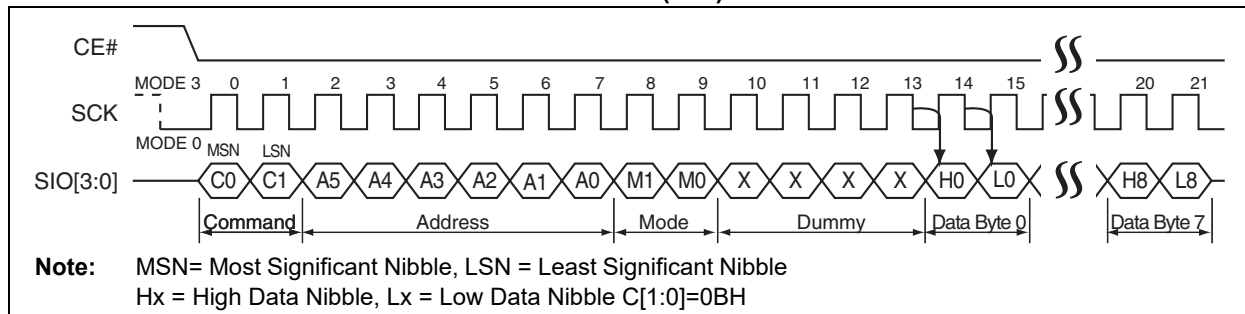 CE#
MODE 3 0 1 2 3 4 5 6 7 8 9 10 11 12 13 14 15 20 21
SCK
MODE 0 MSN LSN
SIO[3:0] C0 C1 A5 A4 A3 A2 A1 A0 M1 M0 X X X X H0 L0 H8 L8
Command Address Mode Dummy Data Byte 0 Data Byte 7
Note: MSN= Most Significant Nibble, LSN = Least Significant Nibble
Hx = High Data Nibble, Lx = Low Data Nibble C[1:0]=0BH